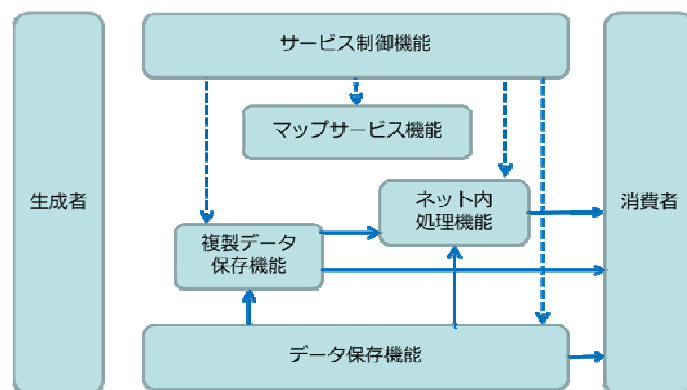 サービス制御機能
マップサービス機能
生成者
ネット内
処理機能
消費者
複製データ
保存機能
データ保存機能